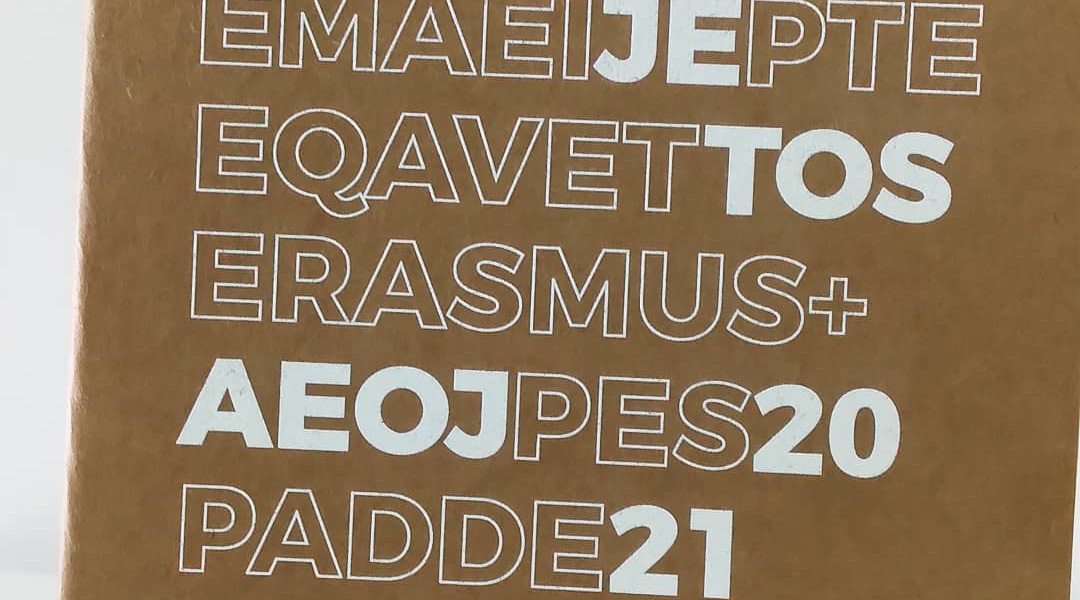 EMAEIJEPTE
EQAVETTOS
ERASMUS+
AEOJPES20
PADDE21